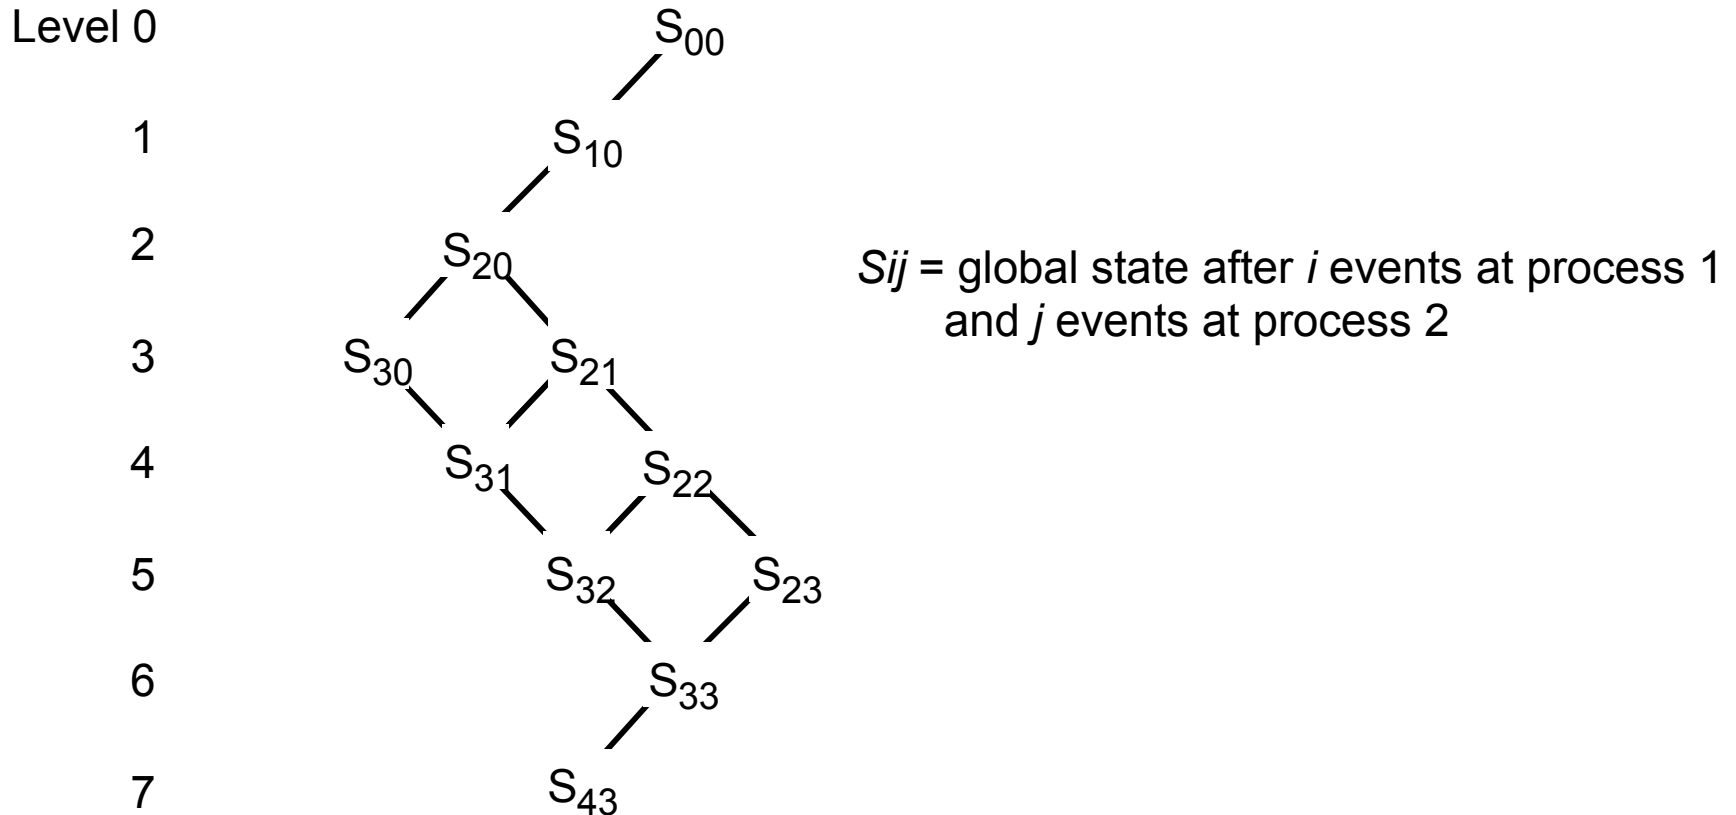 Level 0 S00
1 S10
2 S20
Sij = global state after i events at process 1
and j events at process 2
3 S30 S21
4 S31 S22
5 S32 S23
6 S33
7 S43